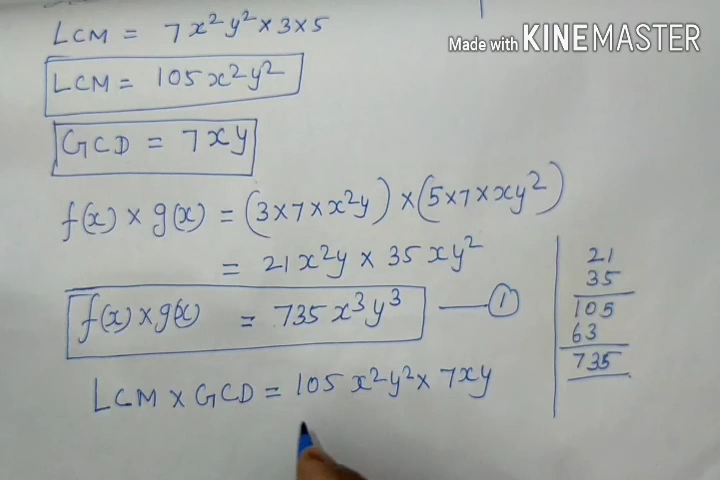 LCM = 7x²y² × 3 × 5
Made with KINEMASTER
LCM = 105x²y²
GCD = 7xy
f(x) × g(x) = (3×7×x²y) × (5×7×xy²)
= 21x²y × 35xy²
f(x) × g(x) = 735x³y³ —— ①
LCM × GCD = 105x²y² × 7xy
21
35
105
63
735